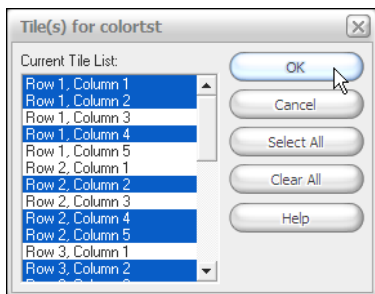 Tile(s) for colortst
Current Tile List:
Row 1, Column 1
Row 1, Column 2
Row 1, Column 3
Row 1, Column 4
Row 1, Column 5
Row 2, Column 1
Row 2, Column 2
Row 2, Column 3
Row 2, Column 4
Row 2, Column 5
Row 3, Column 1
Row 3, Column 2
OK
Cancel
Select All
Clear All
Help